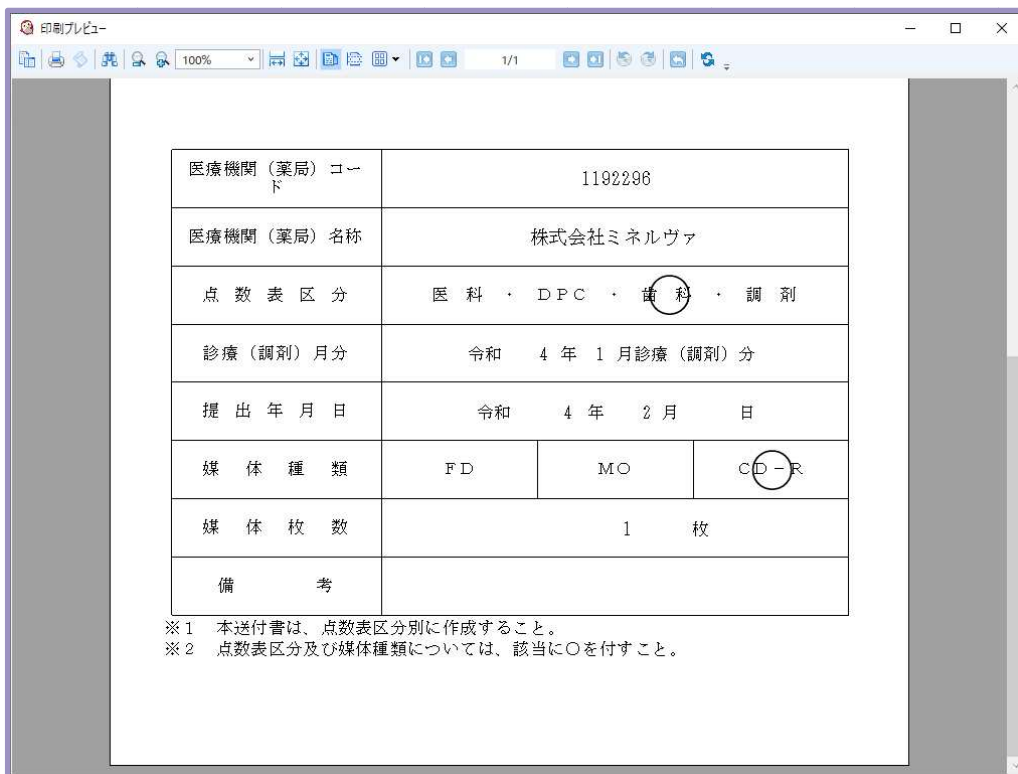 印刷プレビュー
100%
1/1
医療機関（薬局）コー
ド
1192296
医療機関（薬局）名称
株式会社ミネルヴァ
点数表区分
医科・DPC・歯科・調剤
診療（調剤）月分
令和 4年 1月診療（調剤）分
提出年月日
令和 4年 2月 日
媒体種類
FD
MO
CD－R
媒体枚数
1 枚
備考
※1 本送付書は、点数表区分別に作成すること。
※2 点数表区分及び媒体種類については、該当に○を付すこと。